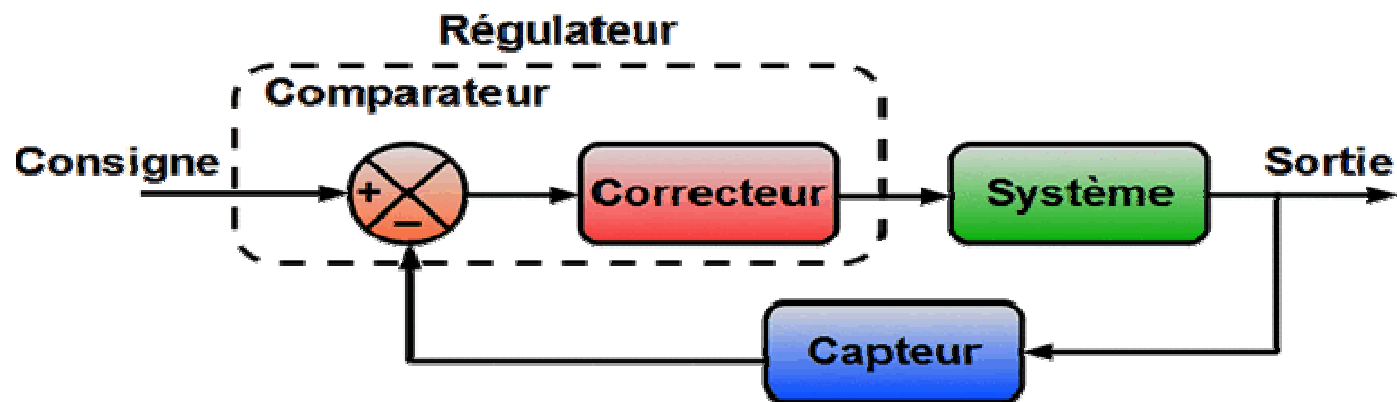 Régulateur
Comparateur
Consigne
+
−
Correcteur
Système
Sortie
Capteur